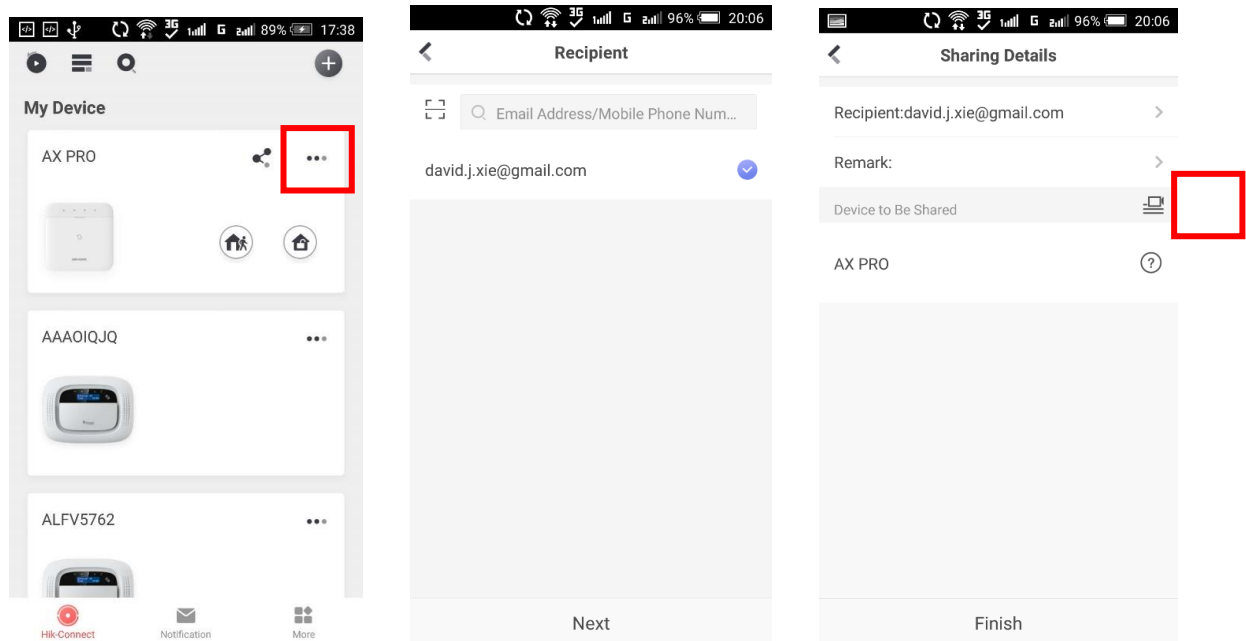 3G G 89% 17:38
My Device
AX PRO
AAAOIQJQ
ALFV5762
Hik-Connect Notification More
3G G 96% 20:06
Recipient
Email Address/Mobile Phone Num...
david.j.xie@gmail.com
Next
3G G 96% 20:06
Sharing Details
Recipient:david.j.xie@gmail.com
Remark:
Device to Be Shared
AX PRO
Finish